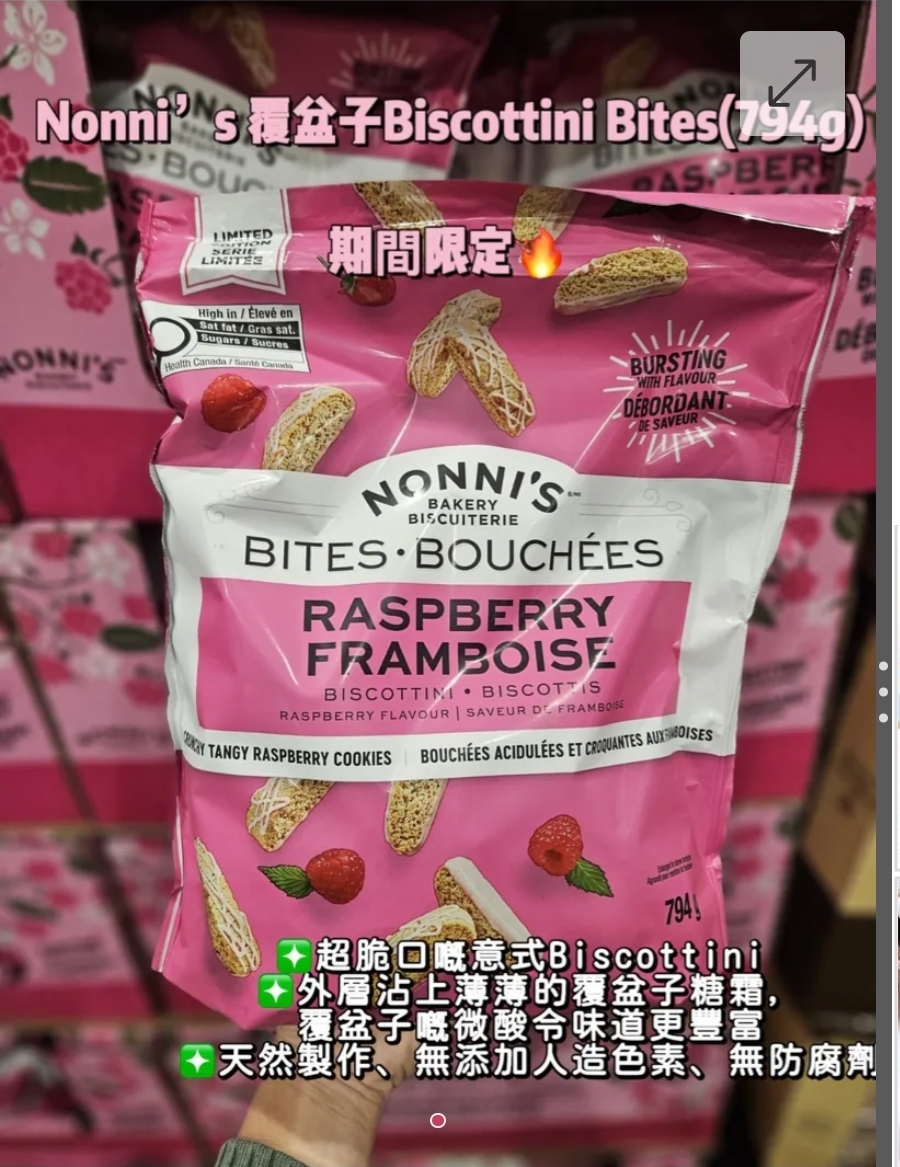 Nonni’s 覆盆子Biscottini Bites(794g)
期間限定🔥
LIMITED
EDITION
SÉRIE
LIMITÉE
High in / Élevé en
Sat fat / Gras sat.
Sugars / Sucres
Health Canada / Santé Canada
BURSTING
WITH FLAVOUR
DÉBORDANT
DE SAVEUR
NONNI'S
BAKERY
BISCUITERIE
BITES • BOUCHÉES
RASPBERRY
FRAMBOISE
BISCOTTINI • BISCOTTIS
RASPBERRY FLAVOUR | SAVEUR DE FRAMBOISE
TANGY RASPBERRY COOKIES | BOUCHÉES ACIDULÉES ET CROQUANTES AUX
794 g
NONNI'S
❇️超脆口嘅意式Biscottini
❇️外層沾上薄薄的覆盆子糖霜，
覆盆子嘅微酸令味道更豐富
❇️天然製作、無添加人造色素、無防腐劑